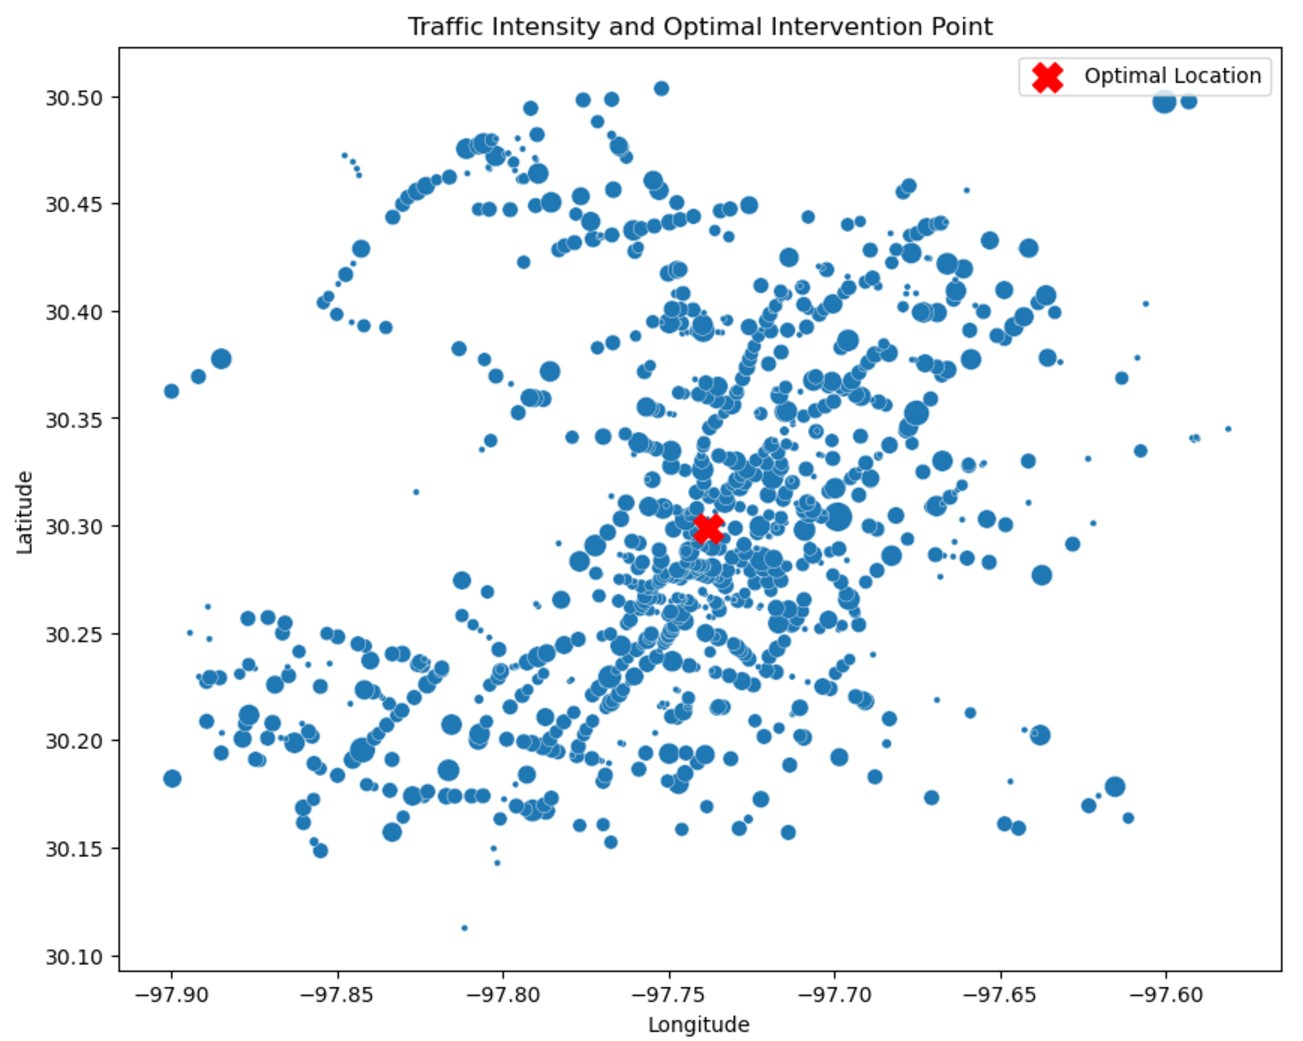 Traffic Intensity and Optimal Intervention Point
Optimal Location
30.50
30.45
30.40
30.35
30.30
30.25
30.20
30.15
30.10
Latitude
−97.90 −97.85 −97.80 −97.75 −97.70 −97.65 −97.60
Longitude